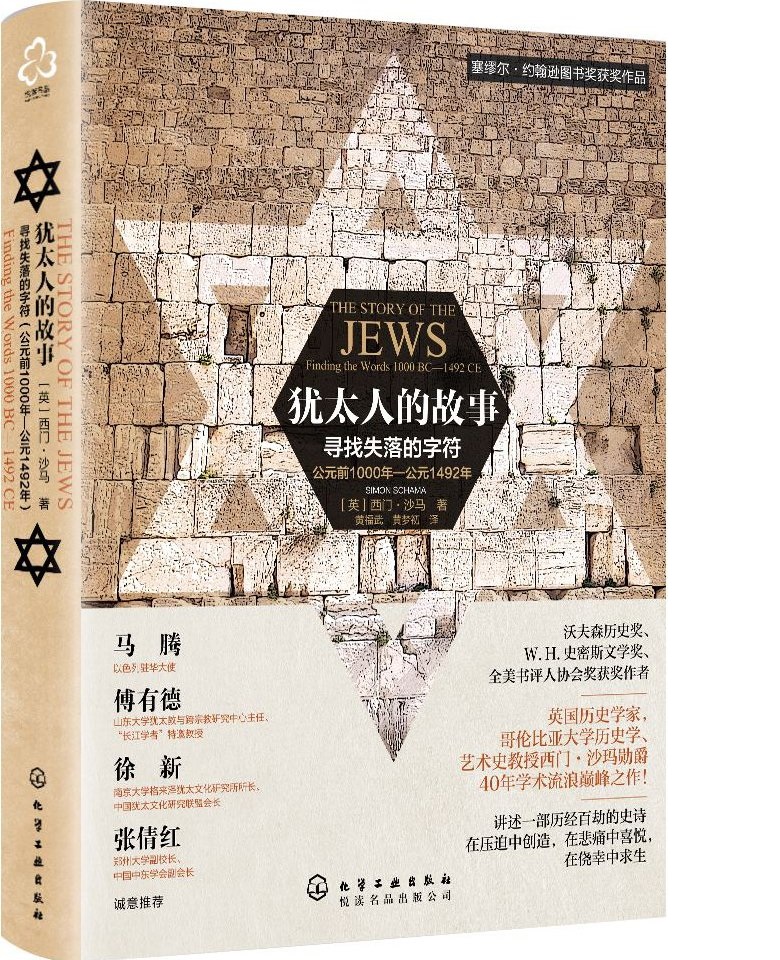 塞缪尔·约翰逊图书奖获奖作品
THE STORY OF THE
JEWS
Finding the Words 1000 BC—1492 CE
犹太人的故事
寻找失落的字符
公元前1000年—公元1492年
SIMON SCHAMA
[英]西门·沙马 著
黄福武 黄梦初 译
马腾
以色列驻华大使
傅有德
山东大学犹太教与跨宗教研究中心主任、
“长江学者”特邀教授
徐新
南京大学格来泽犹太文化研究所所长、
中国犹太文化研究联盟会长
张倩红
郑州大学副校长、
中国中东学会副会长
诚意推荐
沃夫森历史奖、
W.H.史密斯文学奖、
全美书评人协会奖获奖作者
英国历史学家，
哥伦比亚大学历史学、
艺术史教授西门·沙玛勋爵
40年学术流浪巅峰之作！
讲述一部历经百劫的史诗
在压迫中创造，在悲痛中喜悦，
在侥幸中求生
化学工业出版社
悦读名品出版公司
THE STORY OF THE JEWS
Finding the Words 1000 BC—1492 CE
犹太人的故事
寻找失落的字符（公元前1000年—公元1492年）
[英]西门·沙马 著
化学工业出版社